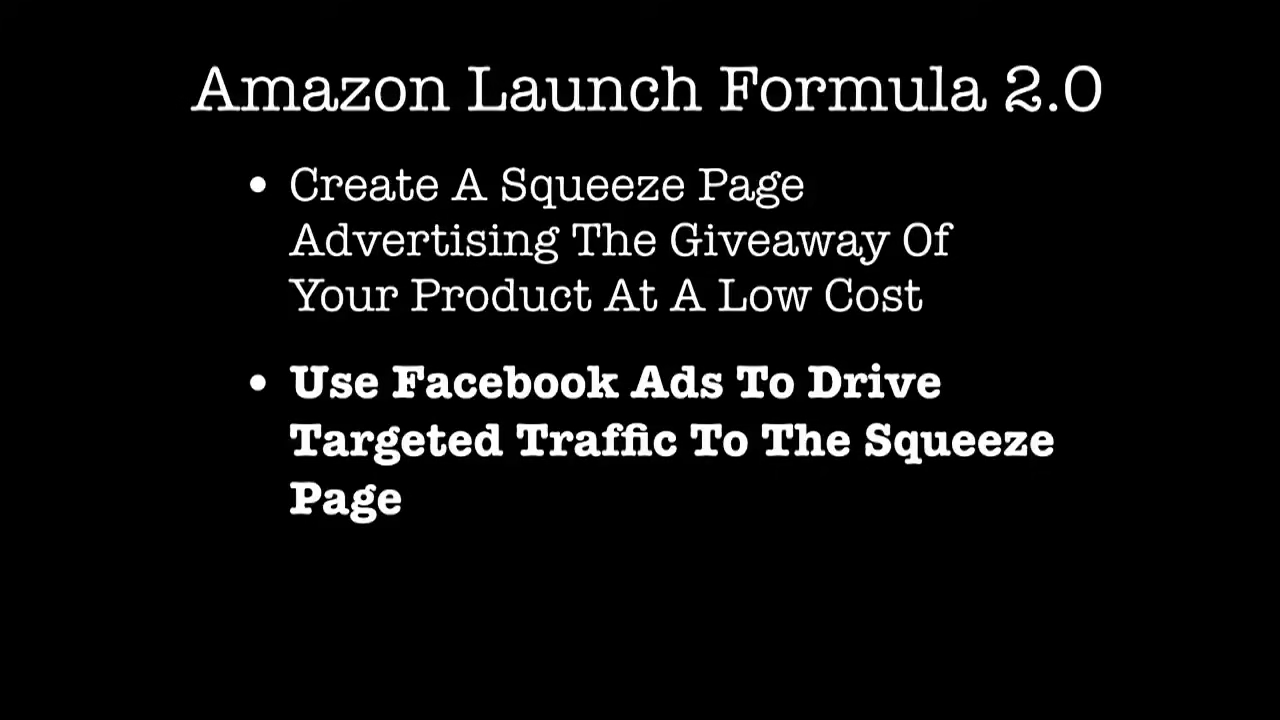 Amazon Launch Formula 2.0
• Create A Squeeze Page
Advertising The Giveaway Of
Your Product At A Low Cost
• Use Facebook Ads To Drive
Targeted Traffic To The Squeeze
Page